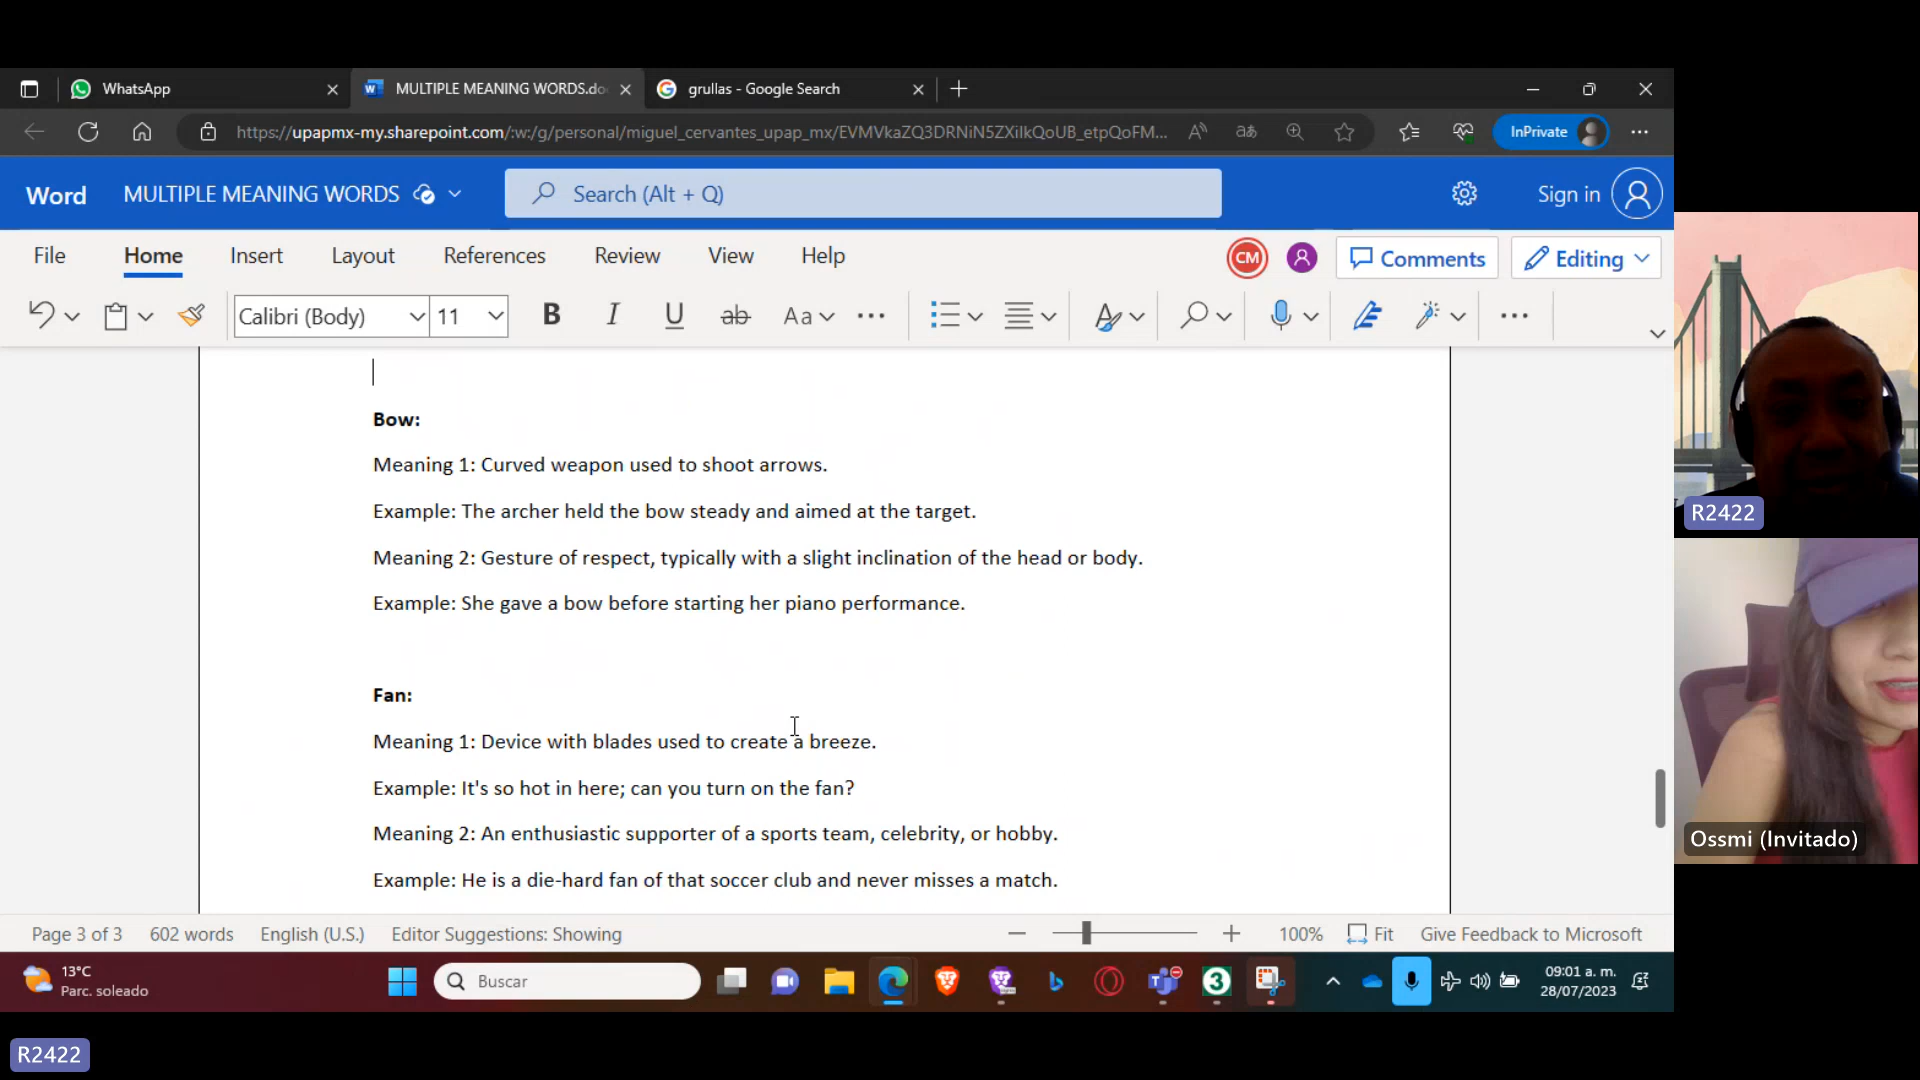 WhatsApp
MULTIPLE MEANING WORDS.do
grullas - Google Search
https://upapmx-my.sharepoint.com/:w:/g/personal/miguel_cervantes_upap_mx/EVMVkaZQ3DRNiN5ZXiIkQoUB_etpQoFM...
InPrivate
Word
MULTIPLE MEANING WORDS
Search (Alt + Q)
Sign in
File
Home
Insert
Layout
References
Review
View
Help
CM
Comments
Editing
Calibri (Body)
11
B
I
U
ab
Aa
Bow:
Meaning 1: Curved weapon used to shoot arrows.
Example: The archer held the bow steady and aimed at the target.
Meaning 2: Gesture of respect, typically with a slight inclination of the head or body.
Example: She gave a bow before starting her piano performance.
Fan:
Meaning 1: Device with blades used to create a breeze.
Example: It's so hot in here; can you turn on the fan?
Meaning 2: An enthusiastic supporter of a sports team, celebrity, or hobby.
Example: He is a die-hard fan of that soccer club and never misses a match.
Page 3 of 3
602 words
English (U.S.)
Editor Suggestions: Showing
100%
Fit
Give Feedback to Microsoft
13°C
Parc. soleado
Buscar
3
09:01 a. m.
28/07/2023
R2422
Ossmi (Invitado)
R2422